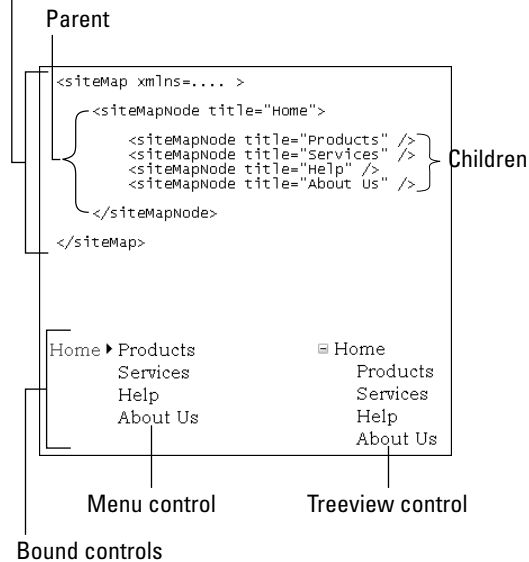 Parent
<siteMap xmlns=.... >
<siteMapNode title="Home">
<siteMapNode title="Products" />
<siteMapNode title="Services" />
<siteMapNode title="Help" />
<siteMapNode title="About Us" />
Children
</siteMapNode>
</siteMap>
Home Products
Services
Help
About Us
Home
Products
Services
Help
About Us
Menu control
Treeview control
Bound controls